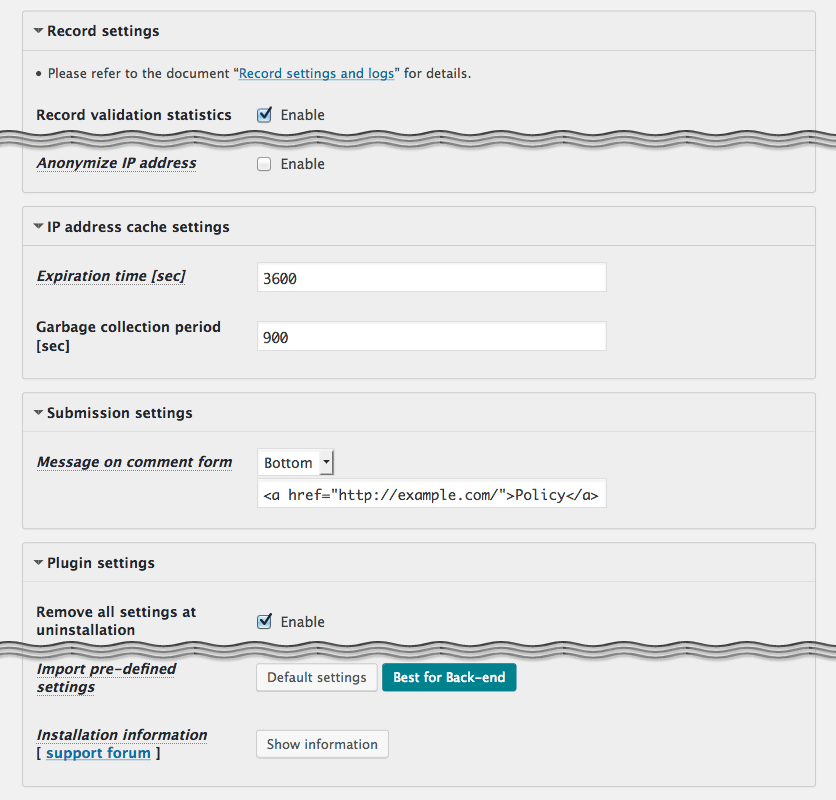 Record settings
Please refer to the document “Record settings and logs” for details.
Record validation statistics
Enable
Anonymize IP address
Enable
IP address cache settings
Expiration time [sec]
3600
Garbage collection period
[sec]
900
Submission settings
Message on comment form
Bottom
<a href="http://example.com/">Policy</a>
Plugin settings
Remove all settings at
uninstallation
Enable
Import pre-defined
settings
Default settings
Best for Back-end
Installation information
[ support forum ]
Show information